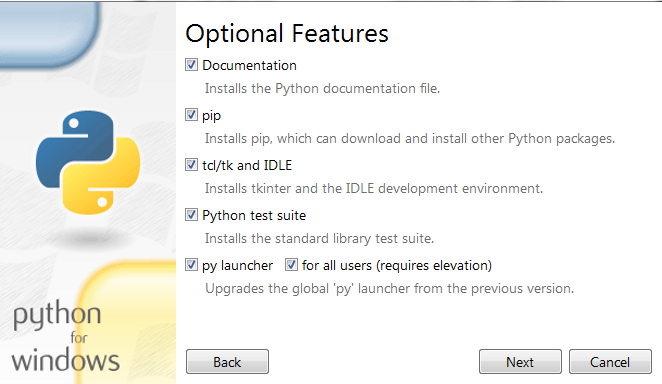 Optional Features
Documentation
Installs the Python documentation file.
pip
Installs pip, which can download and install other Python packages.
tcl/tk and IDLE
Installs tkinter and the IDLE development environment.
Python test suite
Installs the standard library test suite.
py launcher for all users (requires elevation)
Upgrades the global 'py' launcher from the previous version.
python
for
windows
Back Next Cancel